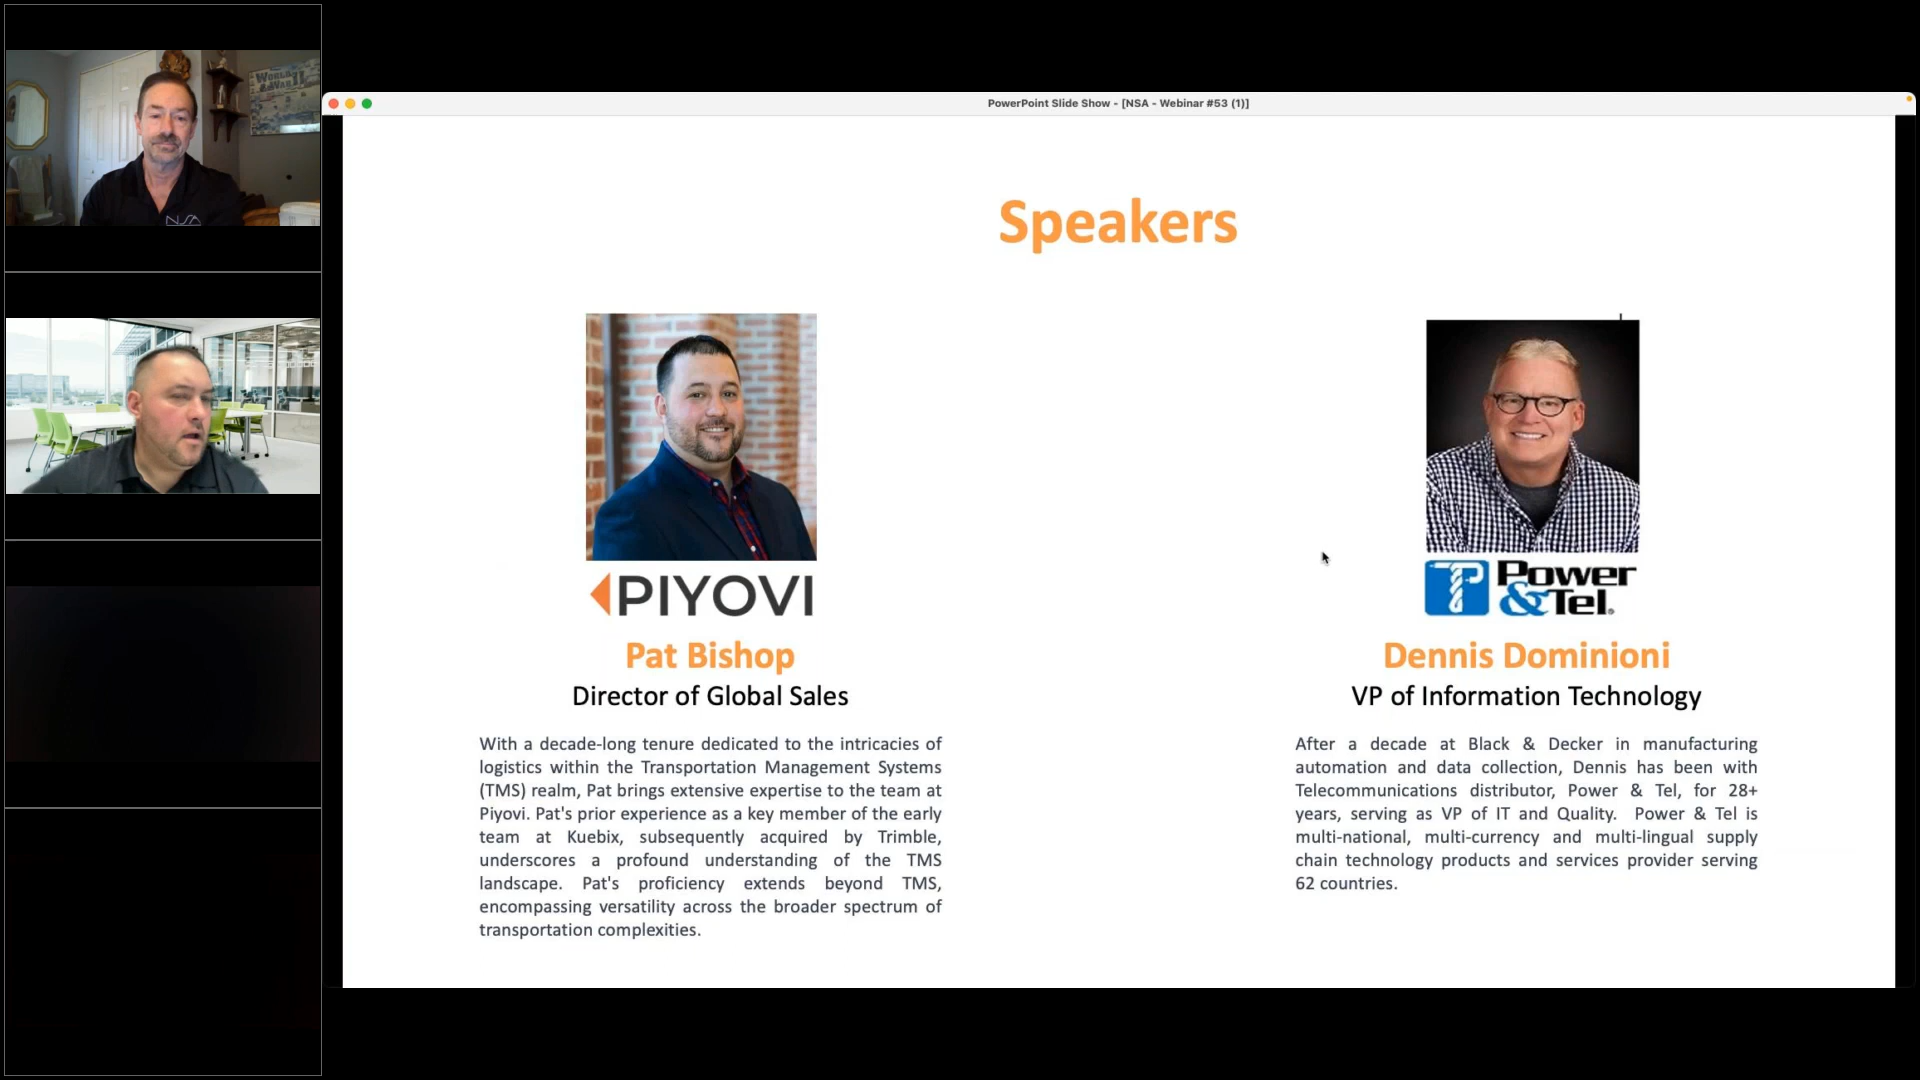 WORLD
WAR II
NSA
PowerPoint Slide Show - [NSA - Webinar #53 (1)]
Speakers
PIYOVI
Power
&Tel
Pat Bishop
Director of Global Sales
With a decade-long tenure dedicated to the intricacies of
logistics within the Transportation Management Systems
(TMS) realm, Pat brings extensive expertise to the team at
Piyovi. Pat's prior experience as a key member of the early
team at Kuebix, subsequently acquired by Trimble,
underscores a profound understanding of the TMS
landscape. Pat's proficiency extends beyond TMS,
encompassing versatility across the broader spectrum of
transportation complexities.
Dennis Dominioni
VP of Information Technology
After a decade at Black & Decker in manufacturing
automation and data collection, Dennis has been with
Telecommunications distributor, Power & Tel, for 28+
years, serving as VP of IT and Quality. Power & Tel is
multi-national, multi-currency and multi-lingual supply
chain technology products and services provider serving
62 countries.